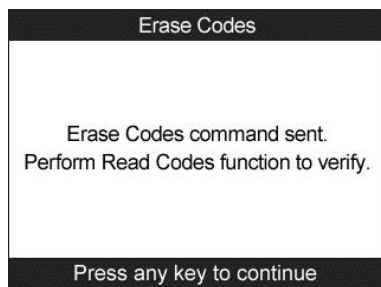 Erase Codes
Erase Codes command sent.
Perform Read Codes function to verify.
Press any key to continue